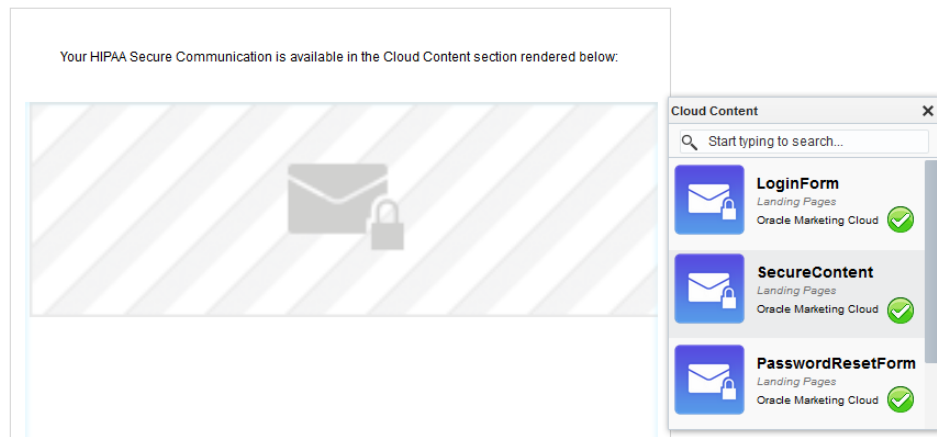 Your HIPAA Secure Communication is available in the Cloud Content section rendered below:
Cloud Content
Start typing to search...
LoginForm
Landing Pages
Oracle Marketing Cloud
SecureContent
Landing Pages
Oracle Marketing Cloud
PasswordResetForm
Landing Pages
Oracle Marketing Cloud